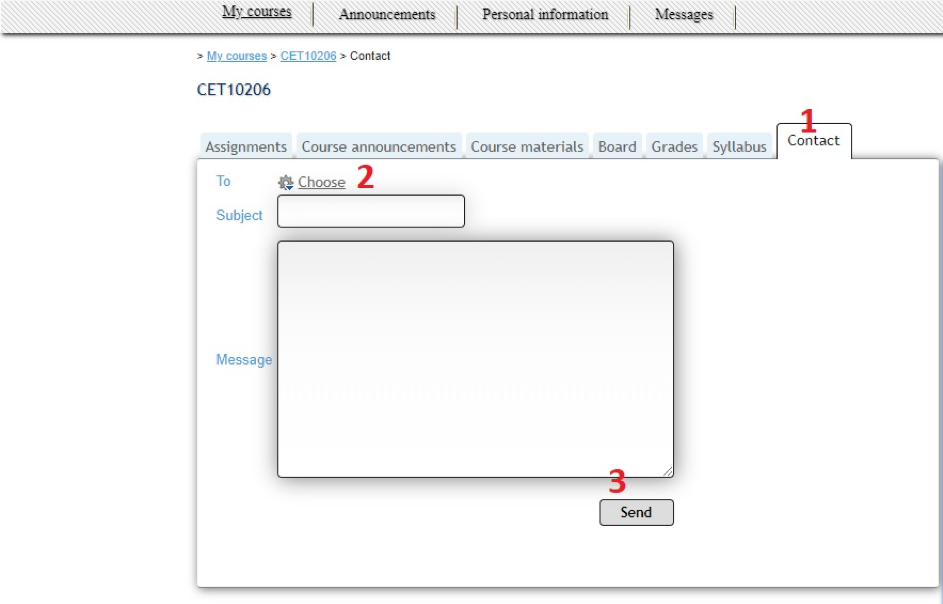 My courses Announcements Personal information Messages
> My courses > CET10206 > Contact
CET10206
1
Assignments Course announcements Course materials Board Grades Syllabus Contact
To Choose 2
Subject
Message
3
Send